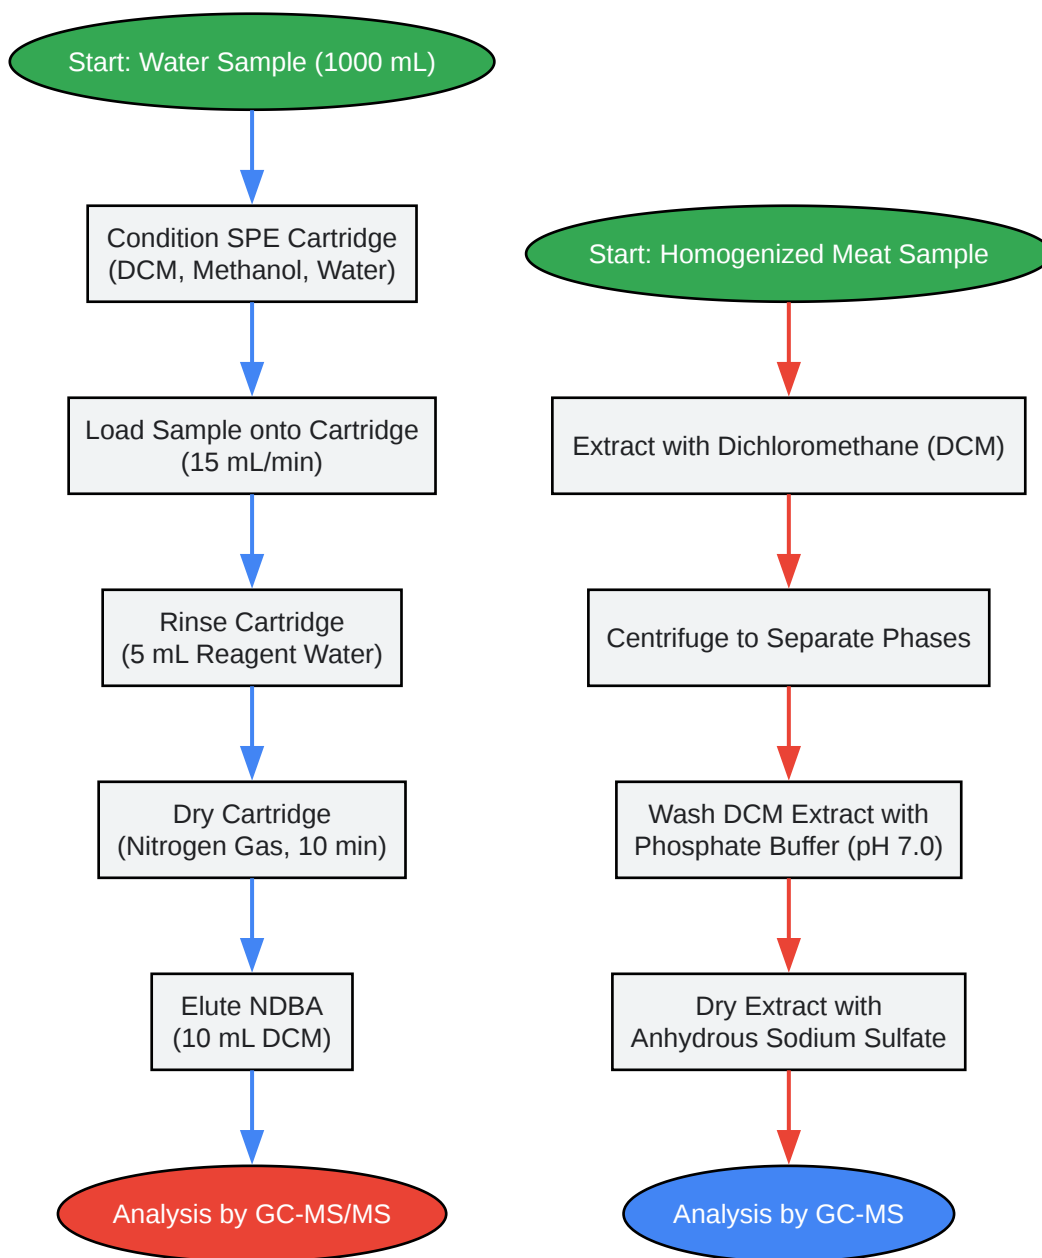 Start: Water Sample (1000 mL)
Condition SPE Cartridge
(DCM, Methanol, Water)
Load Sample onto Cartridge
(15 mL/min)
Rinse Cartridge
(5 mL Reagent Water)
Dry Cartridge
(Nitrogen Gas, 10 min)
Elute NDBA
(10 mL DCM)
Analysis by GC-MS/MS
Start: Homogenized Meat Sample
Extract with Dichloromethane (DCM)
Centrifuge to Separate Phases
Wash DCM Extract with
Phosphate Buffer (pH 7.0)
Dry Extract with
Anhydrous Sodium Sulfate
Analysis by GC-MS